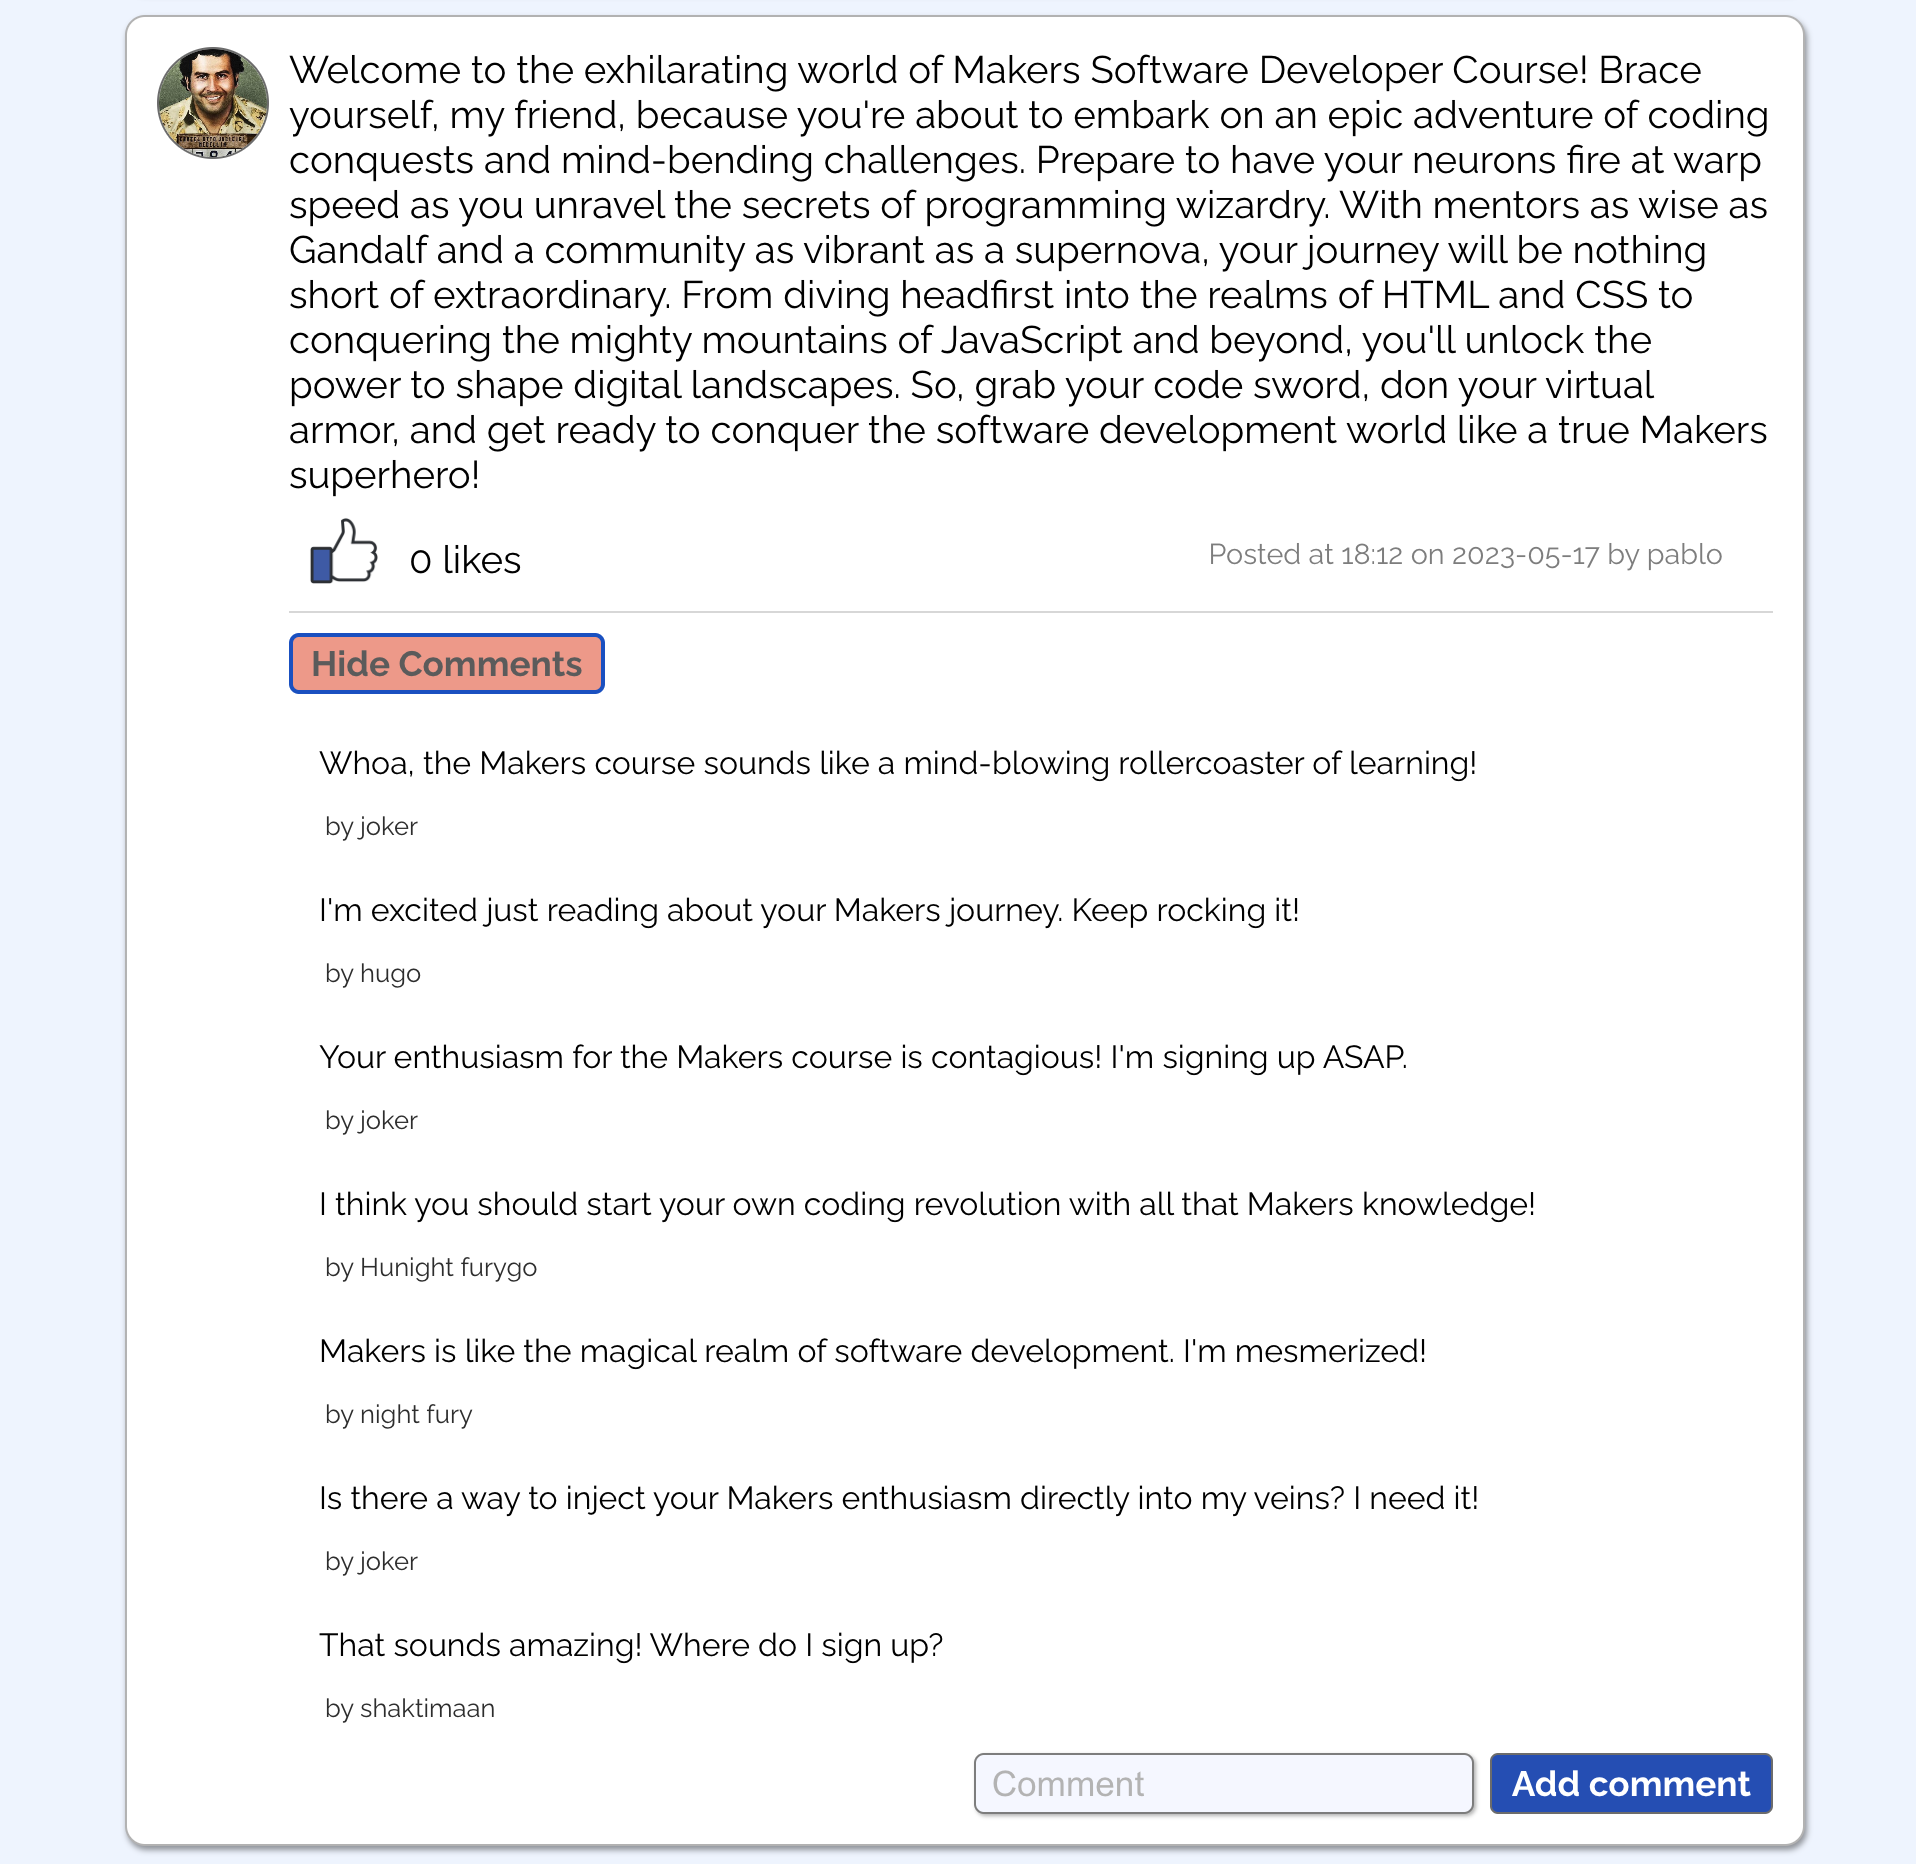 Welcome to the exhilarating world of Makers Software Developer Course! Brace
yourself, my friend, because you're about to embark on an epic adventure of coding
conquests and mind-bending challenges. Prepare to have your neurons fire at warp
speed as you unravel the secrets of programming wizardry. With mentors as wise as
Gandalf and a community as vibrant as a supernova, your journey will be nothing
short of extraordinary. From diving headfirst into the realms of HTML and CSS to
conquering the mighty mountains of JavaScript and beyond, you'll unlock the
power to shape digital landscapes. So, grab your code sword, don your virtual
armor, and get ready to conquer the software development world like a true Makers
superhero!
0 likes
Posted at 18:12 on 2023-05-17 by pablo
Hide Comments
Whoa, the Makers course sounds like a mind-blowing rollercoaster of learning!
by joker
I'm excited just reading about your Makers journey. Keep rocking it!
by hugo
Your enthusiasm for the Makers course is contagious! I'm signing up ASAP.
by joker
I think you should start your own coding revolution with all that Makers knowledge!
by Hunight furygo
Makers is like the magical realm of software development. I'm mesmerized!
by night fury
Is there a way to inject your Makers enthusiasm directly into my veins? I need it!
by joker
That sounds amazing! Where do I sign up?
by shaktimaan
Comment
Add comment